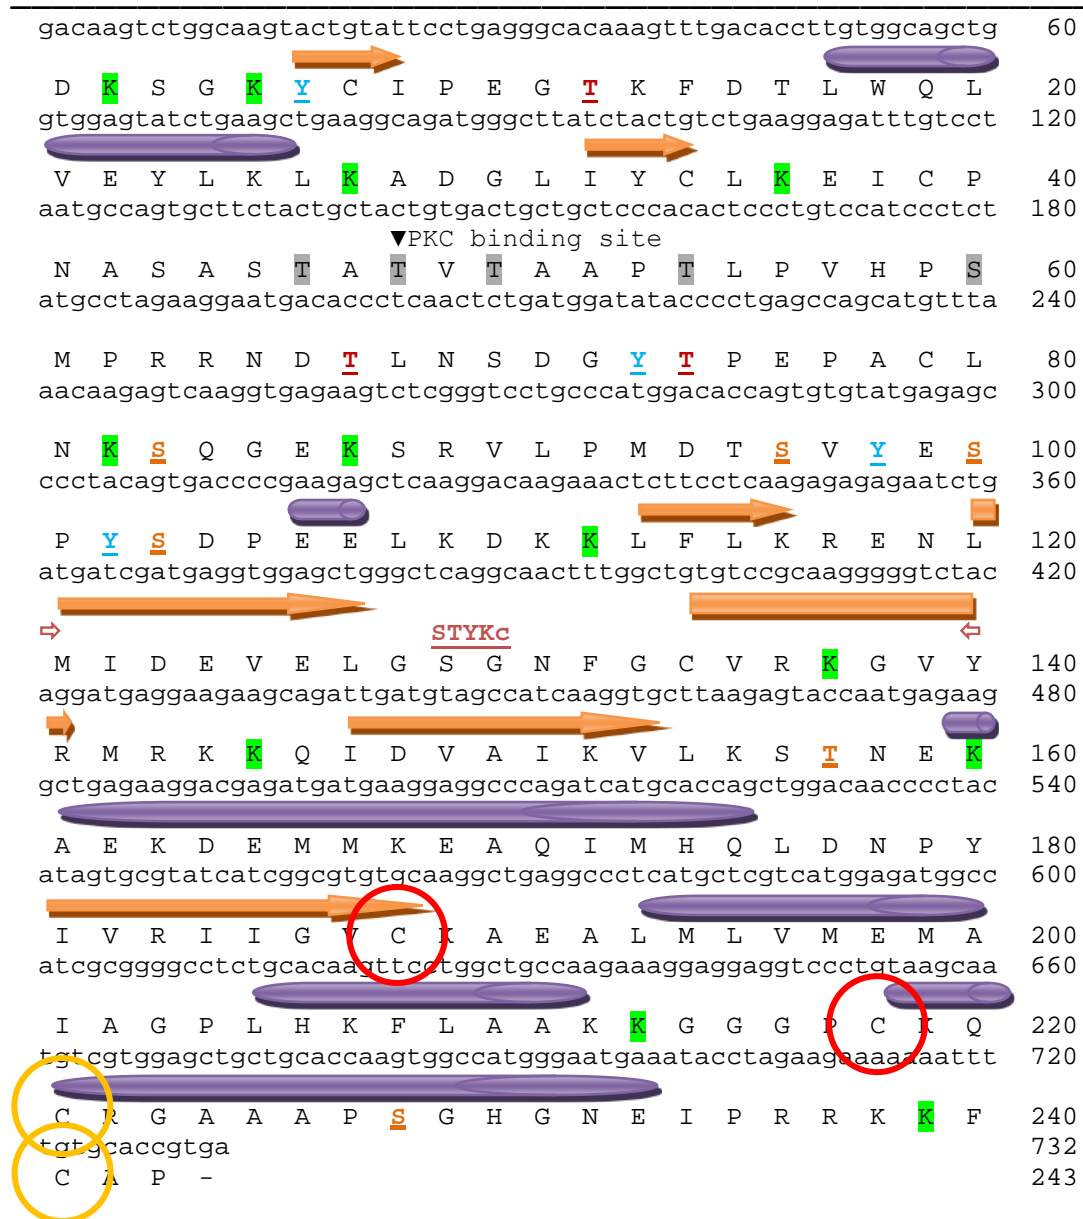 gacaagtctggcaagtactgtattcctgagggcacaaagtttgacaccttgtggcagctg 60
D K S G K Y C I P E G T K F D T L W Q L 20
gtggagtatctgaagctgaaggcagatgggcttatctactgtctgaaggagatttgtcct 120
V E Y L K L K A D G L I Y C L K E I C P 40
aatgccagtgcttctactgctactgtgactgctgctcccacactccctgtccatccctct 180
▼PKC binding site
N A S A S T A T V T A A P T L P V H P S 60
atgcctagaaggaatgacaccctcaactctgatggatatacccctgagccagcatgttta 240
M P R R N D T L N S D G Y T P E P A C L 80
aacaagagtcaaggtgagaagtctcgggtcctgcccatggacaccagtgtgtatgagagc 300
N K S Q G E K S R V L P M D T S V Y E S 100
ccctacagtgaccccgaagagctcaaggacaagaaactcttcctcaagagagagaatctg 360
P Y S D P E E L K D K K L F L K R E N L 120
atgatcgatgaggtggagctgggctcaggcaactttggctgtgtccgcaagggggtctac 420
STYKc
M I D E V E L G S G N F G C V R K G V Y 140
aggatgaggaagaagcagattgatgtagccatcaaggtgcttaagagtaccaatgagaag 480
R M R K K Q I D V A I K V L K S T N E K 160
gctgagaaggacgagatgatgaaggaggcccagatcatgcaccagctggacaacccctac 540
A E K D E M M K E A Q I M H Q L D N P Y 180
atagtgcgtatcatcggcgtgtgcaaggctgaggccctcatgctcgtcatggagatggcc 600
I V R I I G V C K A E A L M L V M E M A 200
atcgcggggcctctgcacaagttcctggctgccaagaaaggaggaggtccctgtaagcaa 660
I A G P L H K F L A A K K G G G P C K Q 220
tgtcgtggagctgctgcaccaagtggccatgggaatgaaatacctagaagaaaaaaattt 720
C R G A A A P S G H G N E I P R R K K F 240
tgtgcaccgtga 732
C A P - 243